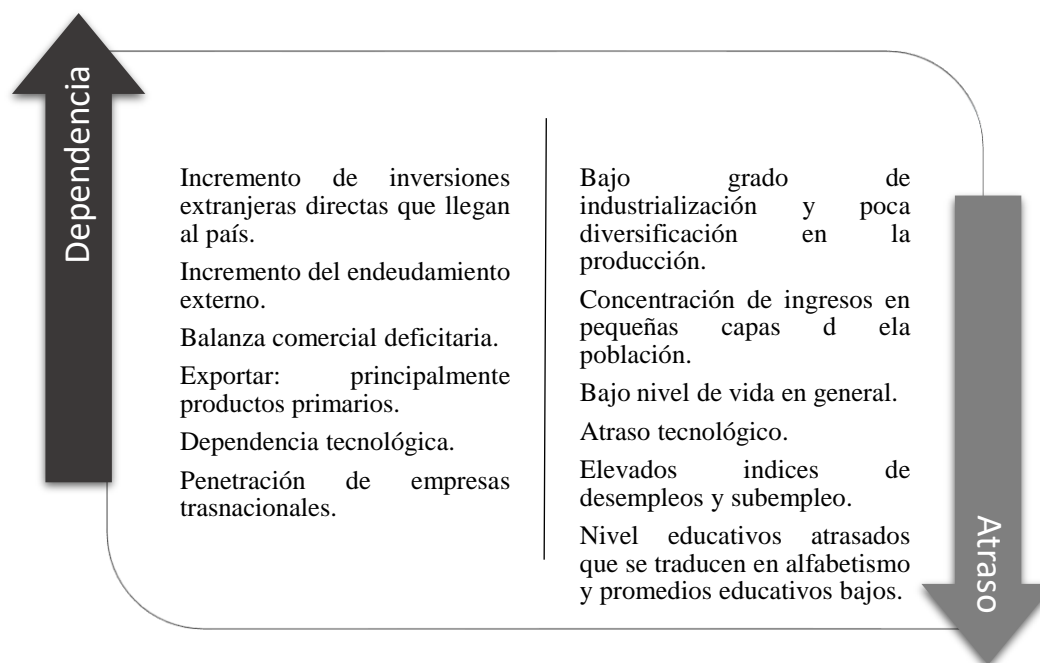 Dependencia
Incremento de inversiones
extranjeras directas que llegan
al país.
Incremento del endeudamiento
externo.
Balanza comercial deficitaria.
Exportar: principalmente
productos primarios.
Dependencia tecnológica.
Penetración de empresas
trasnacionales.
Bajo grado de
industrialización y poca
diversificación en la
producción.
Concentración de ingresos en
pequeñas capas d ela
población.
Bajo nivel de vida en general.
Atraso tecnológico.
Elevados indices de
desempleos y subempleo.
Nivel educativos atrasados
que se traducen en alfabetismo
y promedios educativos bajos.
Atraso